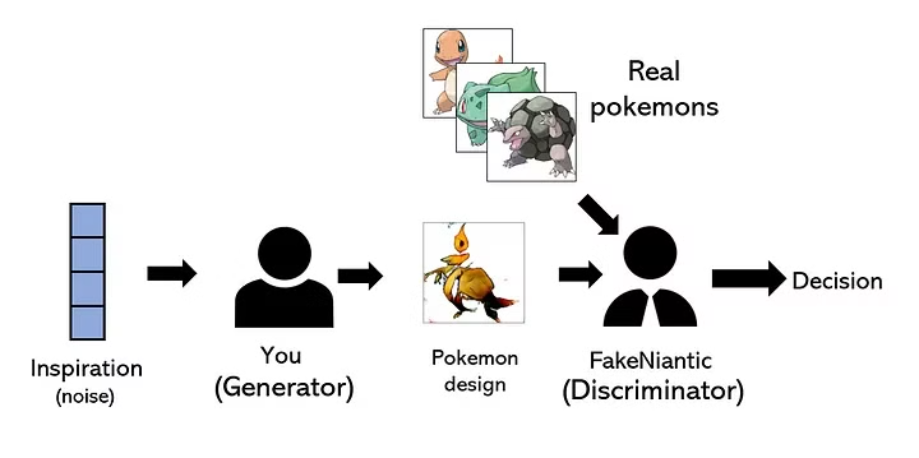 Real
pokemons
Inspiration
(noise)
You
(Generator)
Pokemon
design
FakeNiantic
(Discriminator)
Decision